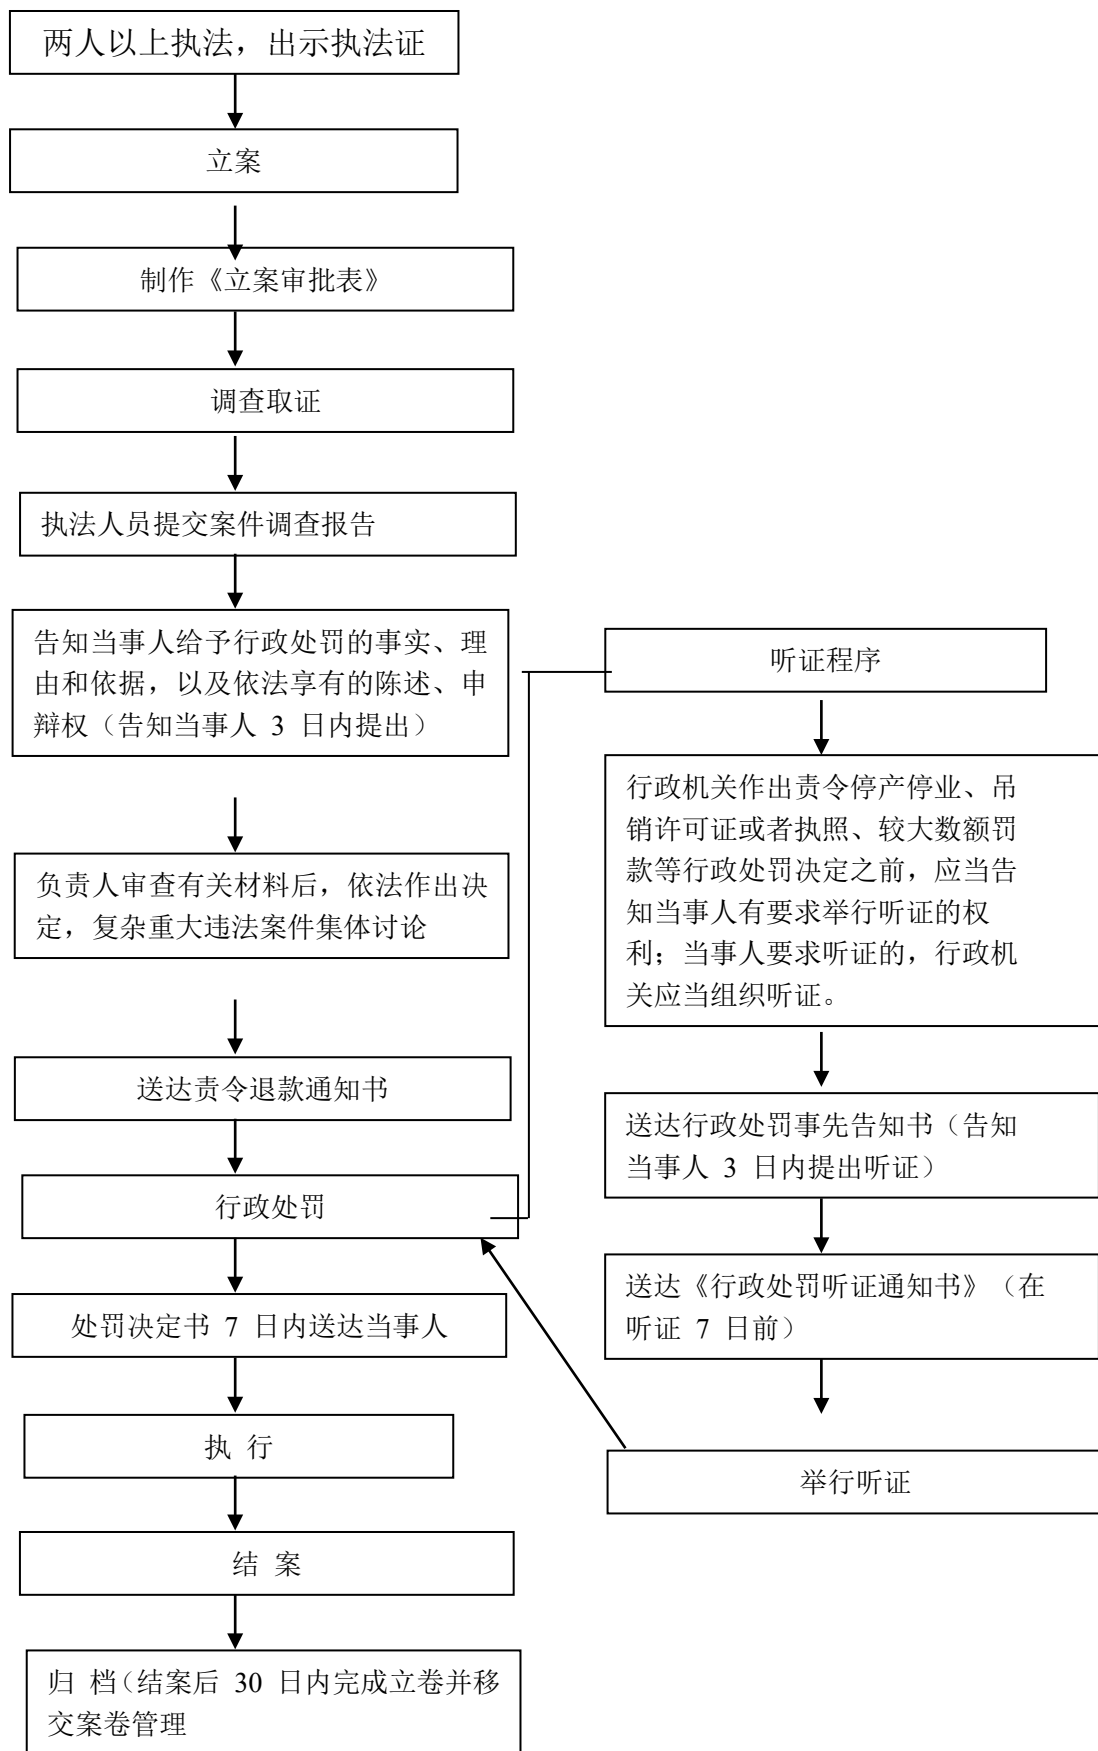 两人以上执法，出示执法证
立案
制作《立案审批表》
调查取证
执法人员提交案件调查报告
告知当事人给予行政处罚的事实、理
由和依据，以及依法享有的陈述、申
辩权（告知当事人 3 日内提出）
负责人审查有关材料后，依法作出决
定，复杂重大违法案件集体讨论
送达责令退款通知书
行政处罚
处罚决定书 7 日内送达当事人
执 行
结 案
归 档（结案后 30 日内完成立卷并移
交案卷管理
听证程序
行政机关作出责令停产停业、吊
销许可证或者执照、较大数额罚
款等行政处罚决定之前，应当告
知当事人有要求举行听证的权
利；当事人要求听证的，行政机
关应当组织听证。
送达行政处罚事先告知书（告知
当事人 3 日内提出听证）
送达《行政处罚听证通知书》（在
听证 7 日前）
举行听证